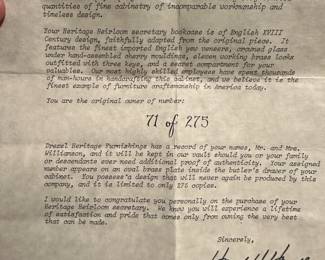 quantities of fine cabinetry of incomparable workmanship and
timeless design.
Your Heritage Heirloom secretary bookcase is of English XVIII
Century design, faithfully adapted from the original piece. It
features the finest imported English yew veneers, crowned glass
under hand-assembled cherry mouldings, eleven working brass locks
outfitted with three keys, and a secret compartment for your
valuables. Our most highly skilled employees have spent thousands
of man-hours in handcrafting this cabinet, and we believe it is the
finest example of furniture craftsmanship in America today.
You are the original owner of number:
71 of 275
Drexel Heritage Furnishings has a record of your names, Mr. and Mrs.
Williamson, and it will be kept in our vault should you or your family
or descendants ever need additional proof of authenticity. Your assigned
number appears on an oval brass plate inside the butler's drawer of your
cabinet. You possess a design that will never again be produced by this
company, and it is limited to only 275 copies.
I would like to congratulate you personally on the purchase of your
Heritage Heirloom secretary. We know you will experience a lifetime
of satisfaction and pride that comes only from owning the very best
that can be made.
Sincerely,